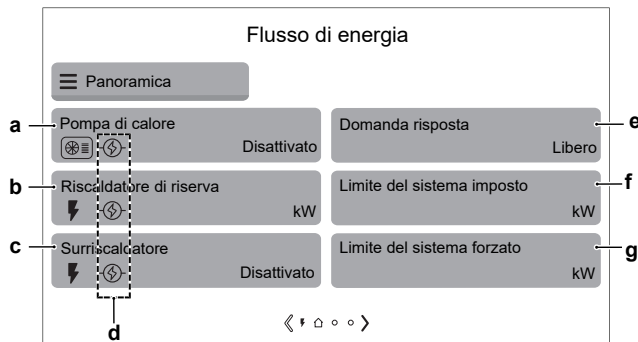 Flusso di energia
Panoramica
a
Pompa di calore
Disattivato
b
Riscaldatore di riserva
kW
c
Surriscaldatore
Disattivato
d
Domanda risposta
Libero
e
Limite del sistema imposto
kW
f
Limite del sistema forzato
kW
g